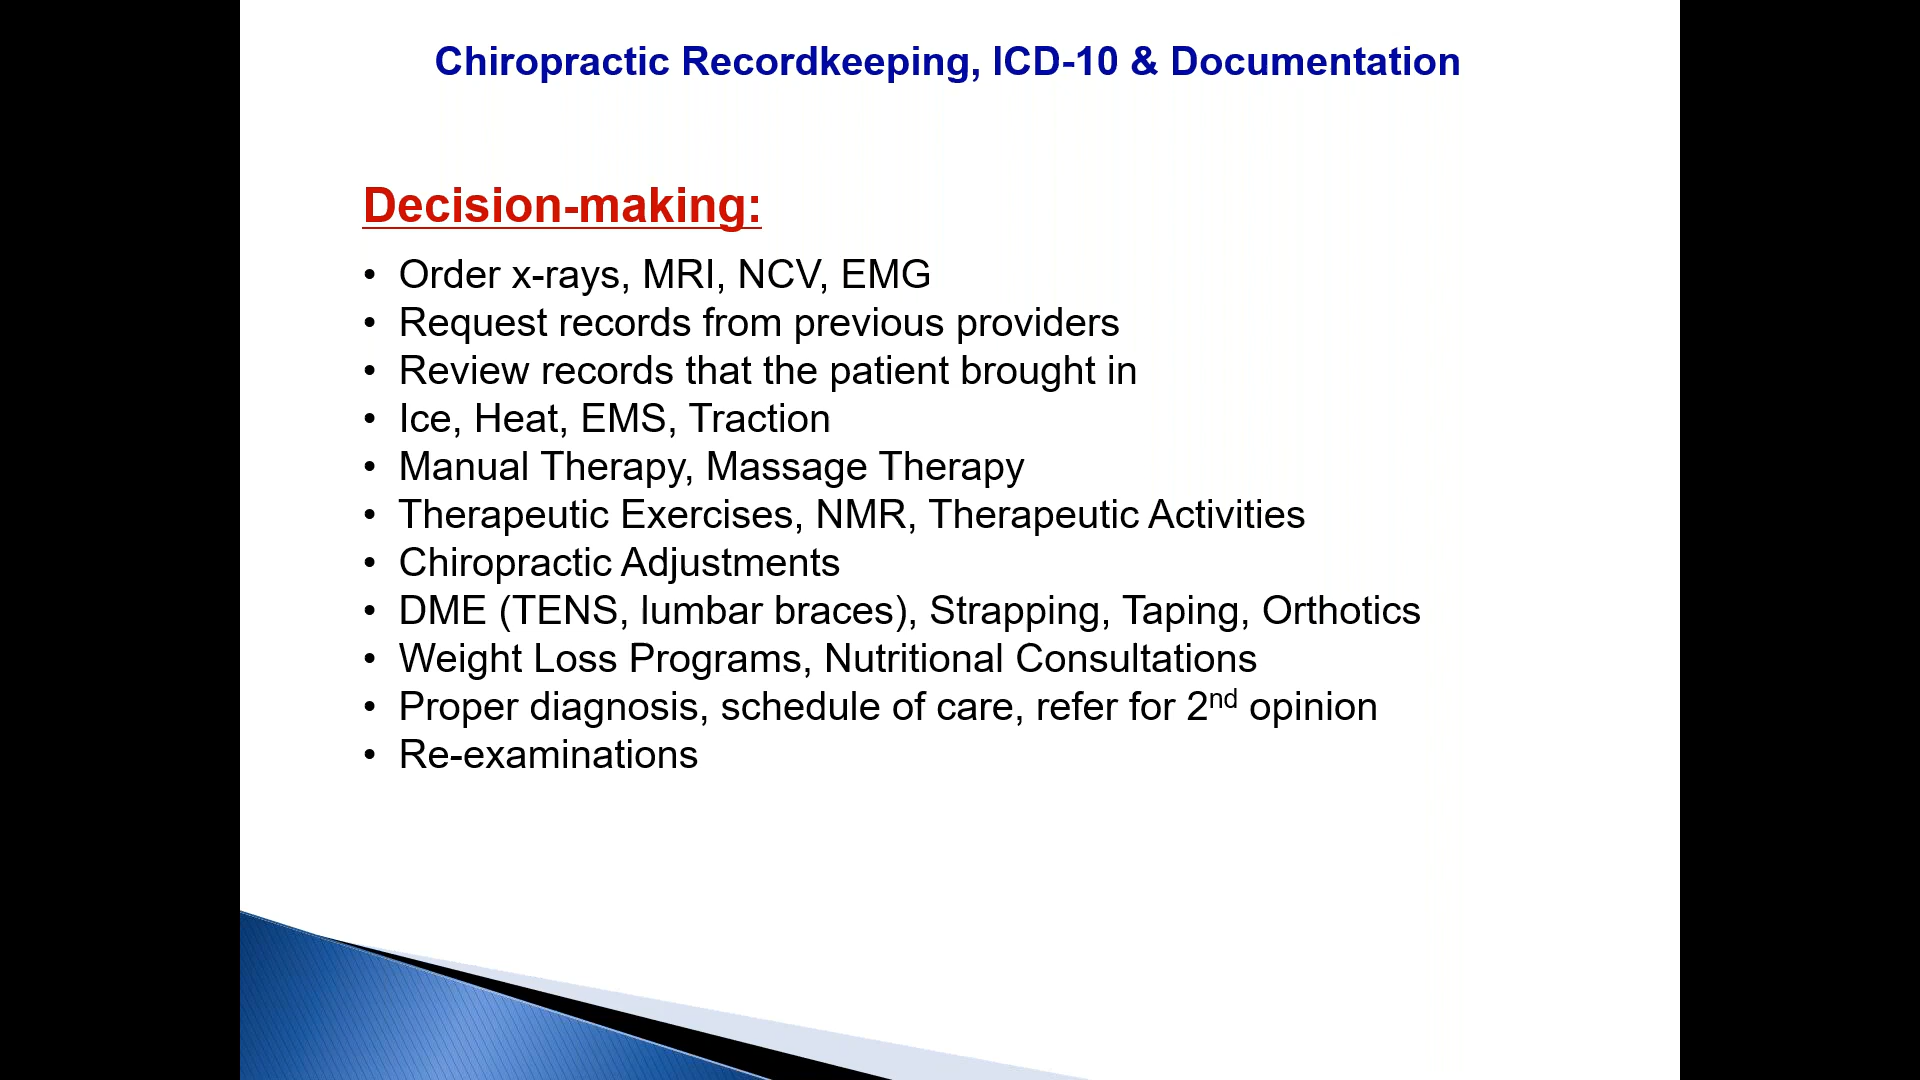 Chiropractic Recordkeeping, ICD-10 & Documentation
Decision-making:
• Order x-rays, MRI, NCV, EMG
• Request records from previous providers
• Review records that the patient brought in
• Ice, Heat, EMS, Traction
• Manual Therapy, Massage Therapy
• Therapeutic Exercises, NMR, Therapeutic Activities
• Chiropractic Adjustments
• DME (TENS, lumbar braces), Strapping, Taping, Orthotics
• Weight Loss Programs, Nutritional Consultations
• Proper diagnosis, schedule of care, refer for 2nd opinion
• Re-examinations